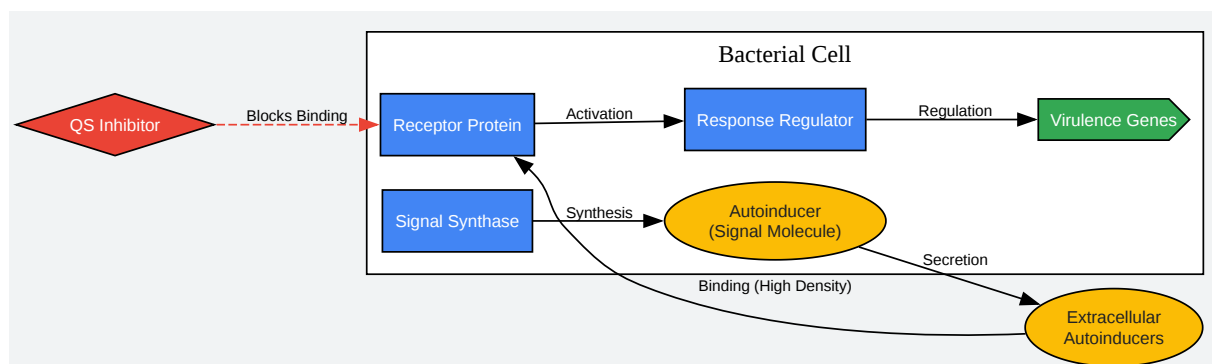 Bacterial Cell
QS Inhibitor
Blocks Binding
Receptor Protein
Activation
Response Regulator
Regulation
Virulence Genes
Signal Synthase
Synthesis
Autoinducer
(Signal Molecule)
Secretion
Binding (High Density)
Extracellular
Autoinducers